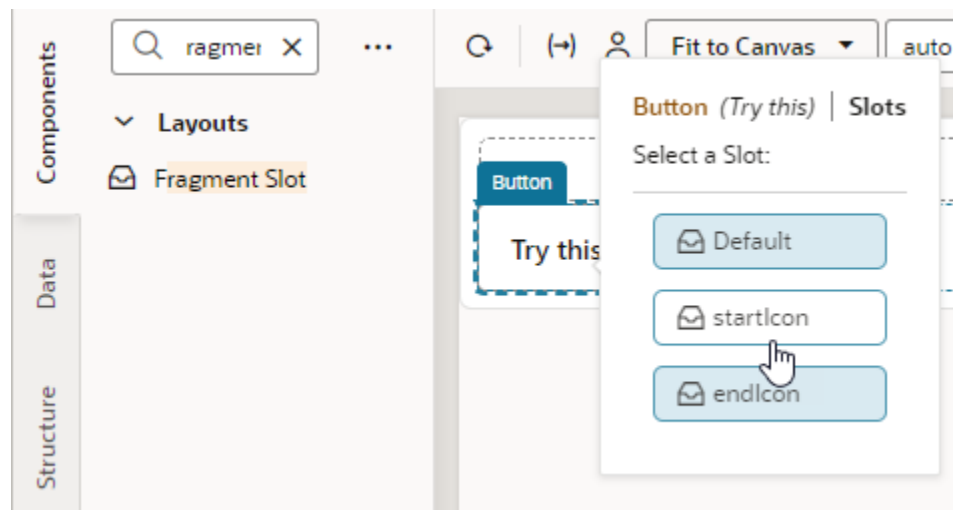 Components
Data
Structure
ragmer
Layouts
Fragment Slot
Fit to Canvas
auto
Button
Try this
Button (Try this) | Slots
Select a Slot:
Default
startIcon
endIcon